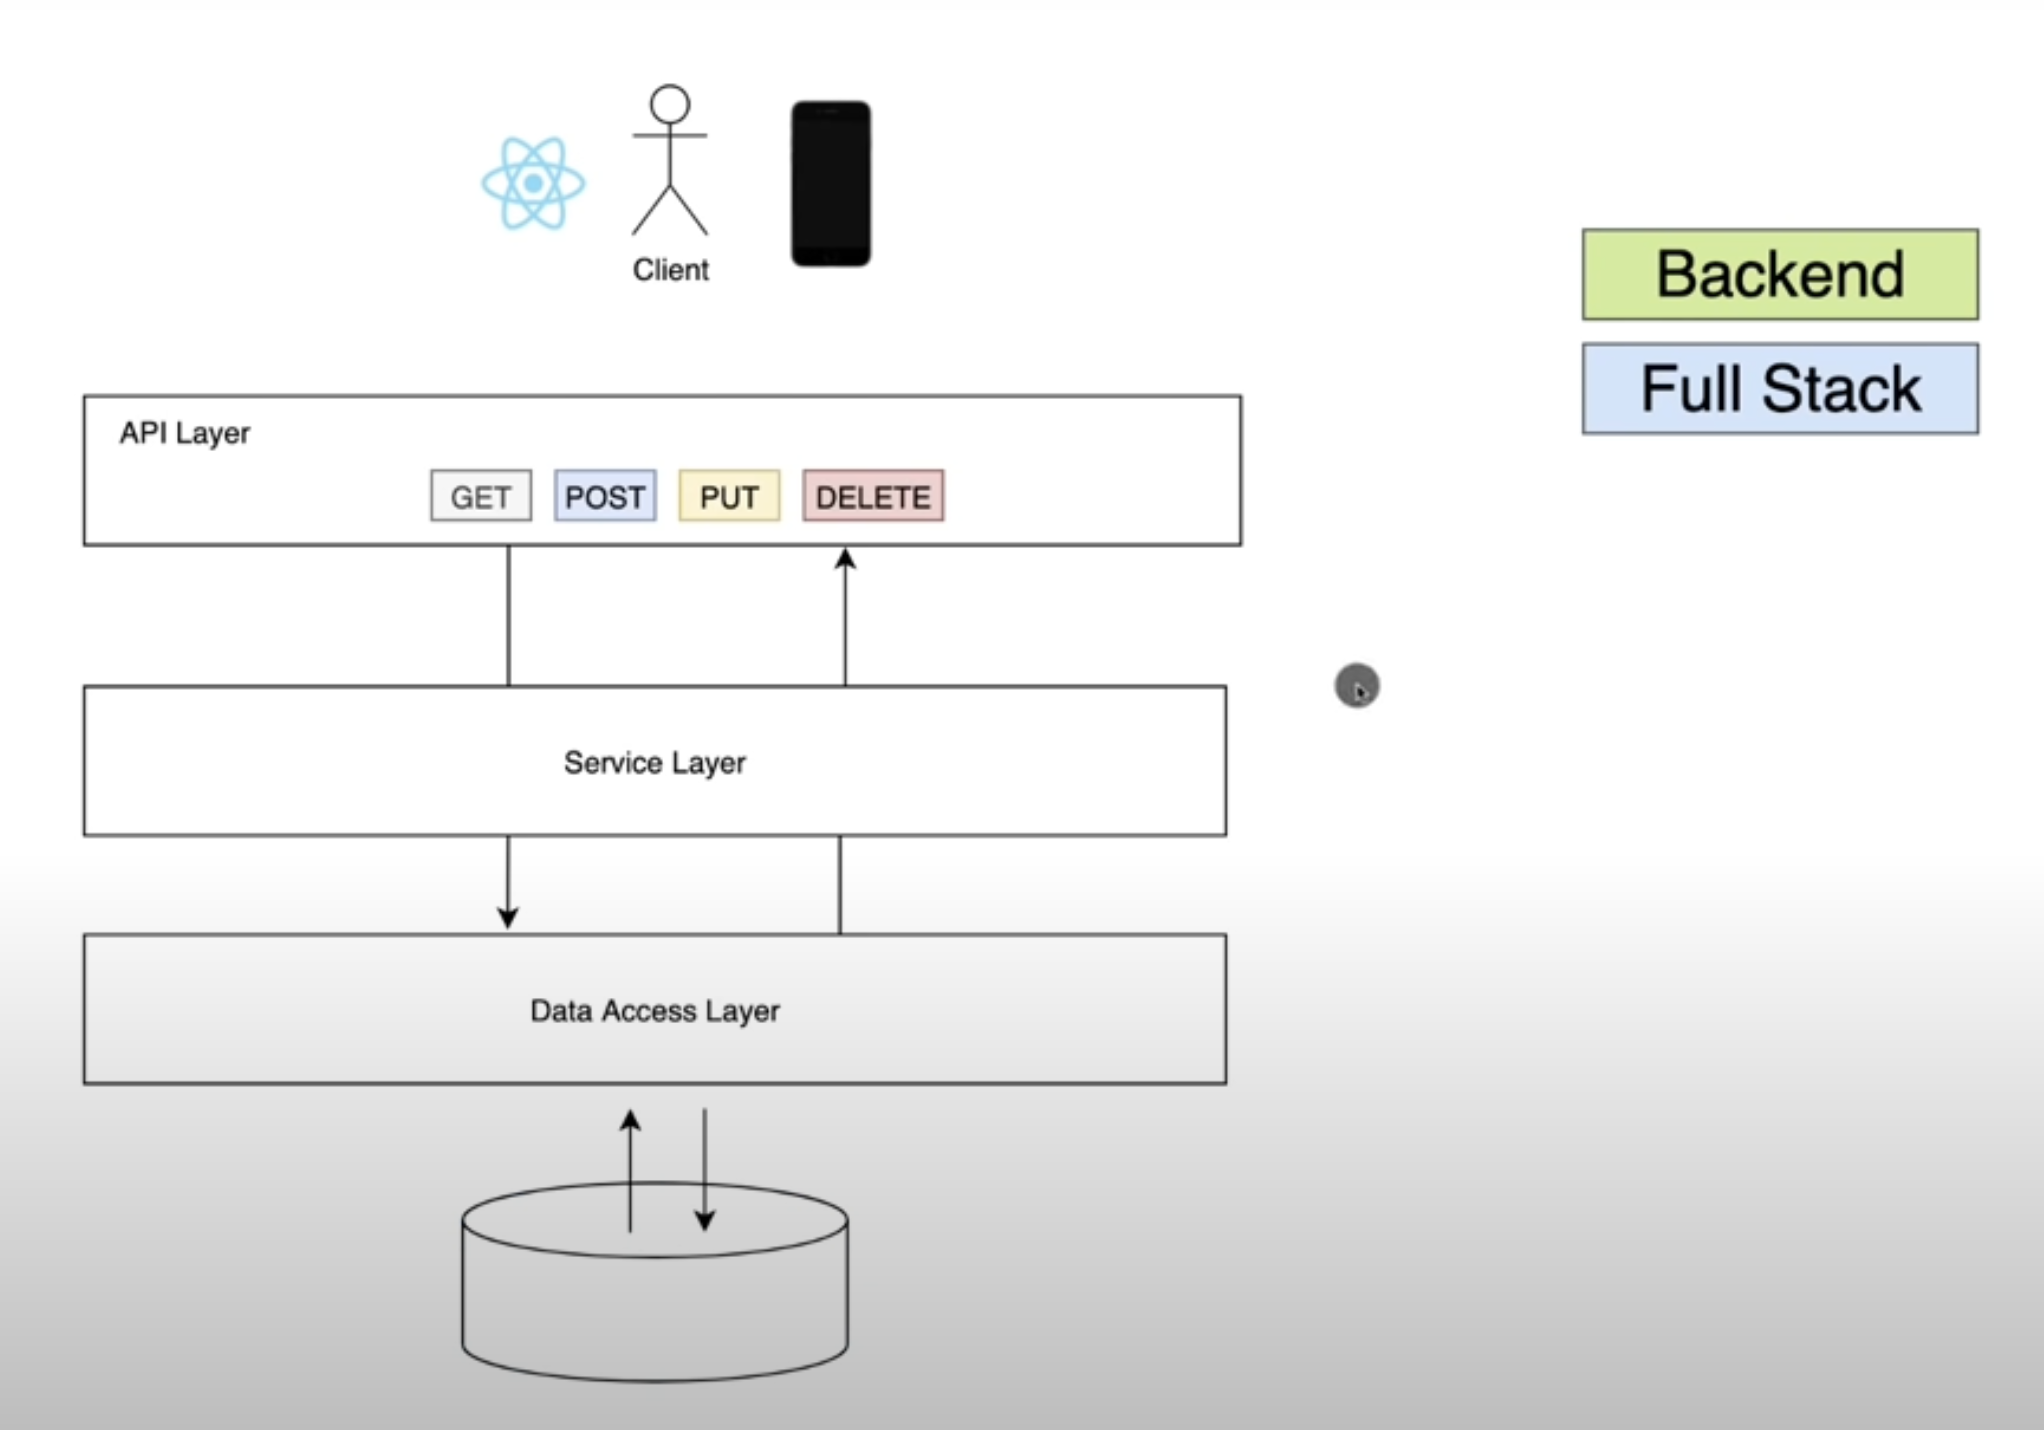 Client
Backend
Full Stack
API Layer
GET POST PUT DELETE
Service Layer
Data Access Layer